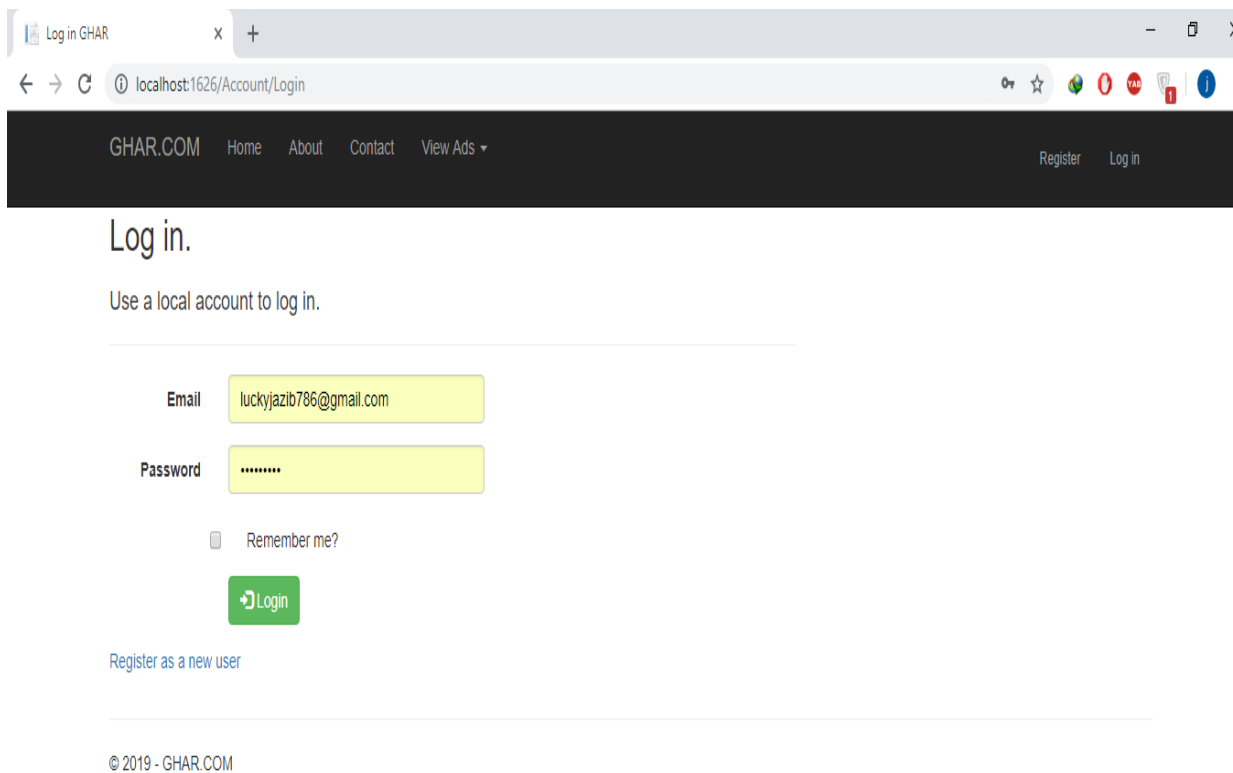 Log in GHAR
localhost:1626/Account/Login
YAB
1
j
GHAR.COM Home About Contact View Ads
Register Log in
Log in.
Use a local account to log in.
Email luckyjazib786@gmail.com
Password •••••••••
Remember me?
Login
Register as a new user
© 2019 - GHAR.COM